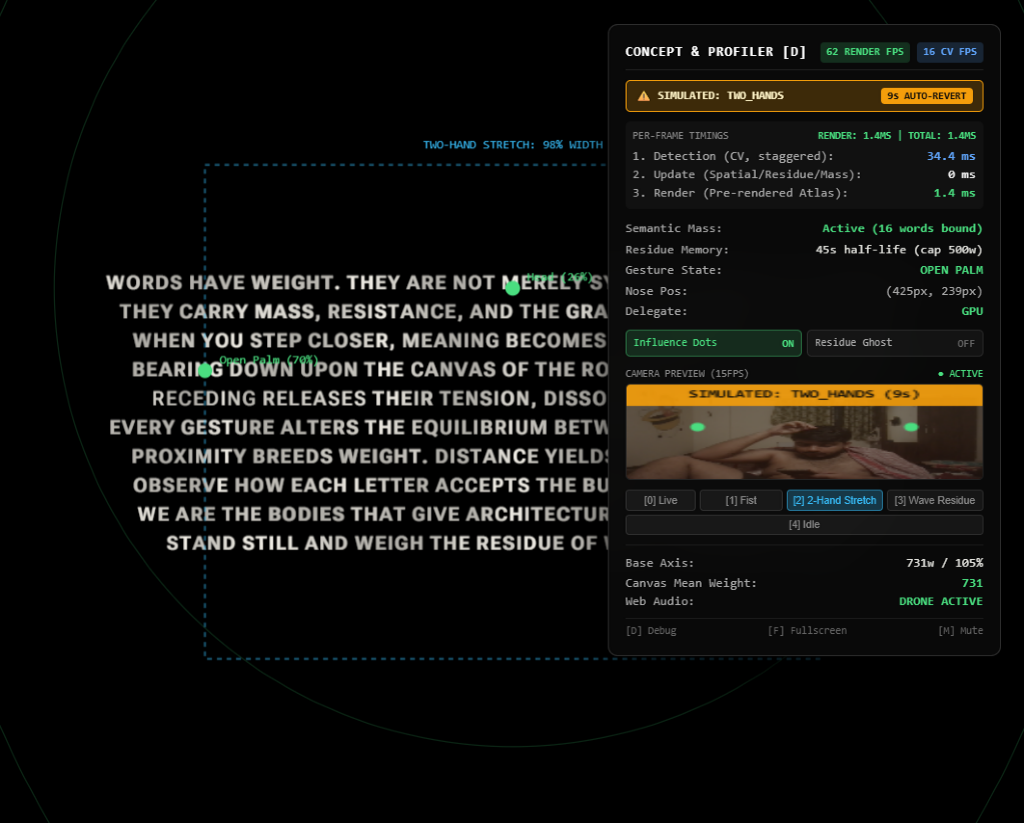 CONCEPT & PROFILER [D] 62 RENDER FPS 16 CV FPS
SIMULATED: TWO_HANDS 9s AUTO-REVERT
PER-FRAME TIMINGS RENDER: 1.4MS | TOTAL: 1.4MS
1. Detection (CV, staggered): 34.4 ms
2. Update (Spatial/Residue/Mass): 0 ms
3. Render (Pre-rendered Atlas): 1.4 ms
Semantic Mass: Active (16 words bound)
Residue Memory: 45s half-life (cap 500w)
Gesture State: OPEN PALM
Nose Pos: (425px, 239px)
Delegate: GPU
Influence Dots ON Residue Ghost OFF
CAMERA PREVIEW (15FPS) ● ACTIVE
SIMULATED: TWO_HANDS (9s)
[0] Live [1] Fist [2] 2-Hand Stretch [3] Wave Residue
[4] Idle
Base Axis: 731w / 105%
Canvas Mean Weight: 731
Web Audio: DRONE ACTIVE
[D] Debug [F] Fullscreen [M] Mute
TWO-HAND STRETCH: 98% WIDTH
WORDS HAVE WEIGHT. THEY ARE NOT MERELY SY
THEY CARRY MASS, RESISTANCE, AND THE GRA
WHEN YOU STEP CLOSER, MEANING BECOMES
Open Palm (70%)
BEARING DOWN UPON THE CANVAS OF THE RO
RECEDING RELEASES THEIR TENSION, DISSO
EVERY GESTURE ALTERS THE EQUILIBRIUM BETW
PROXIMITY BREEDS WEIGHT. DISTANCE YIELDS
OBSERVE HOW EACH LETTER ACCEPTS THE BU
WE ARE THE BODIES THAT GIVE ARCHITECTUR
STAND STILL AND WEIGH THE RESIDUE OF